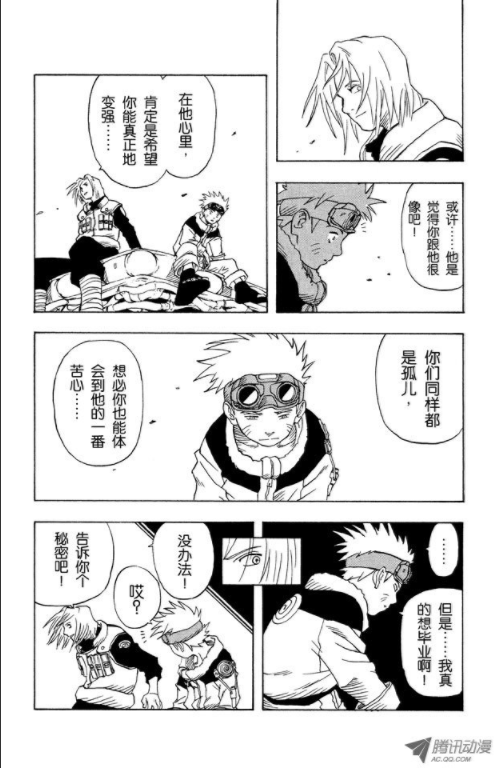 在他心里，
肯定是希望
你能真正地
变强……
或许……他是
觉得你跟他很
像吧！
你们同样都
是孤儿，
想必你也能体
会到他的一番
苦心……
……
但是……我真
的想毕业啊！
没办法！
哎？
告诉你个
秘密吧！
腾讯动漫
AC.QQ.COM